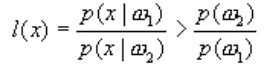 l(x) = p(x | ω₁) / p(x | ω₂) > p(ω₂) / p(ω₁)